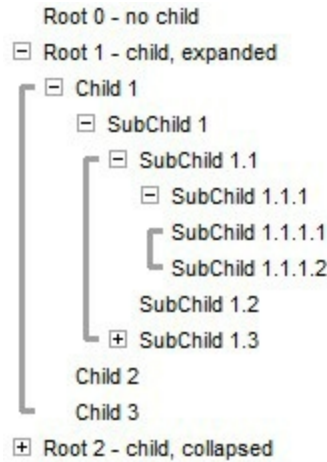 Root 0 - no child
Root 1 - child, expanded
Child 1
SubChild 1
SubChild 1.1
SubChild 1.1.1
SubChild 1.1.1.1
SubChild 1.1.1.2
SubChild 1.2
SubChild 1.3
Child 2
Child 3
Root 2 - child, collapsed